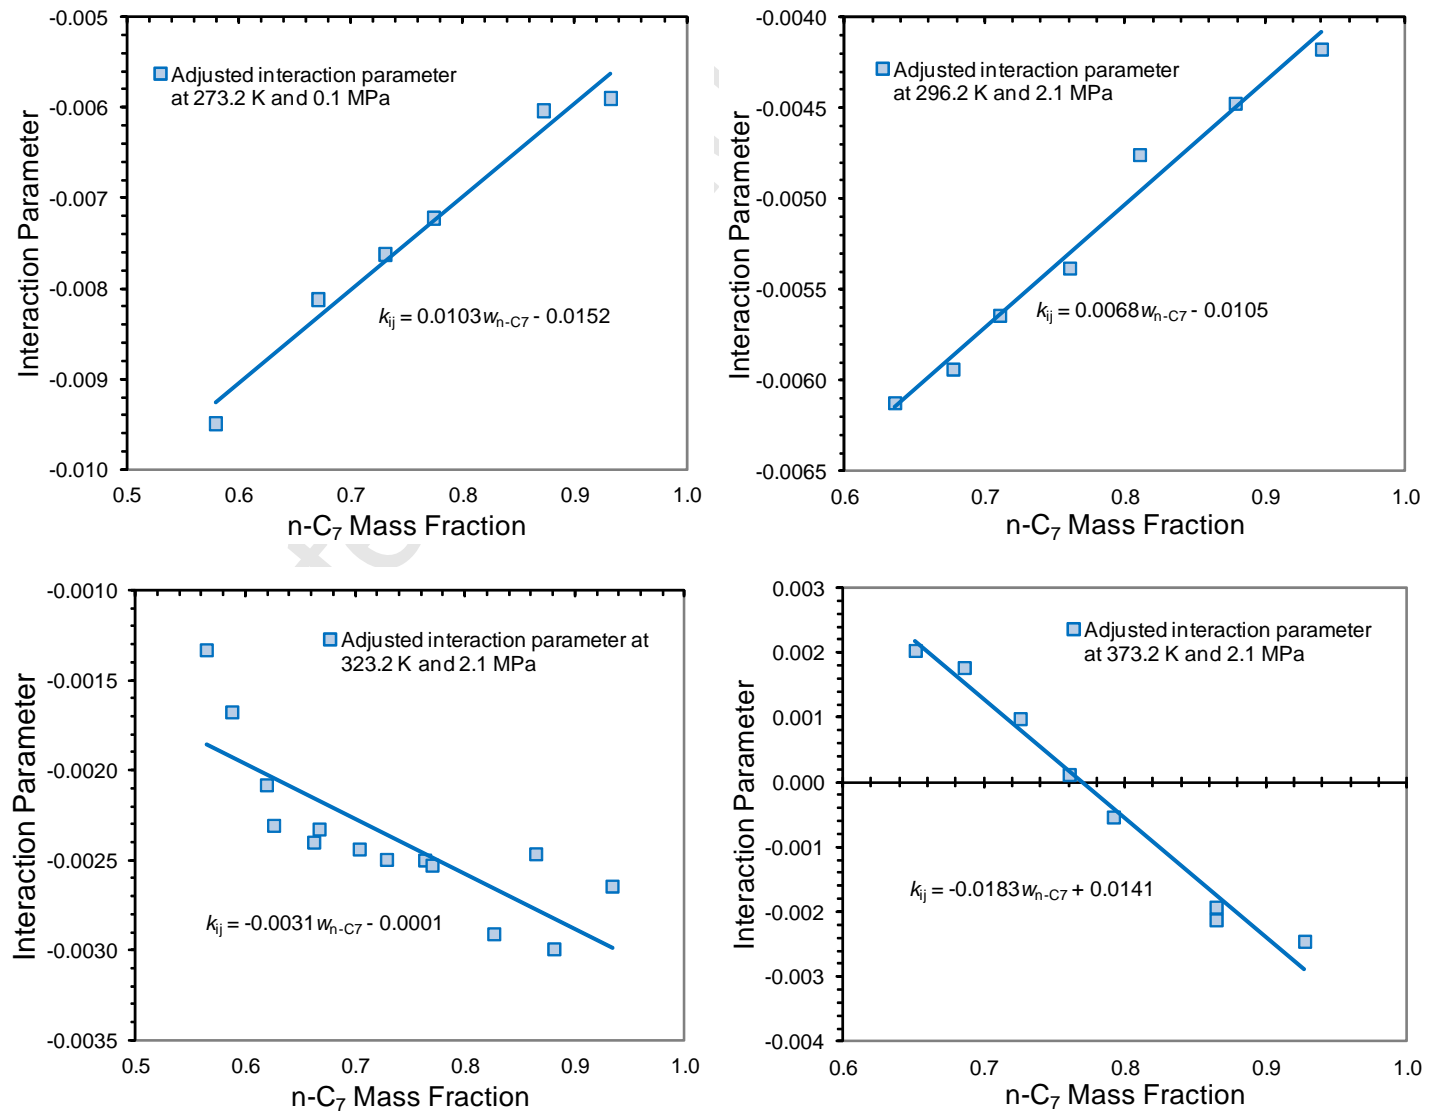 -0.005
-0.006
-0.007
-0.008
-0.009
-0.010
0.5 0.6 0.7 0.8 0.9 1.0
Interaction Parameter
n-C₇ Mass Fraction
Adjusted interaction parameter
at 273.2 K and 0.1 MPa
kij = 0.0103wn-C7 - 0.0152
-0.0040
-0.0045
-0.0050
-0.0055
-0.0060
-0.0065
0.6 0.7 0.8 0.9 1.0
Interaction Parameter
n-C₇ Mass Fraction
Adjusted interaction parameter
at 296.2 K and 2.1 MPa
kij = 0.0068wn-C7 - 0.0105
-0.0010
-0.0015
-0.0020
-0.0025
-0.0030
-0.0035
0.5 0.6 0.7 0.8 0.9 1.0
Interaction Parameter
n-C₇ Mass Fraction
Adjusted interaction parameter at
323.2 K and 2.1 MPa
kij = -0.0031wn-C7 - 0.0001
0.003
0.002
0.001
0.000
-0.001
-0.002
-0.003
-0.004
0.6 0.7 0.8 0.9 1.0
Interaction Parameter
n-C₇ Mass Fraction
Adjusted interaction parameter
at 373.2 K and 2.1 MPa
kij = -0.0183wn-C7 + 0.0141